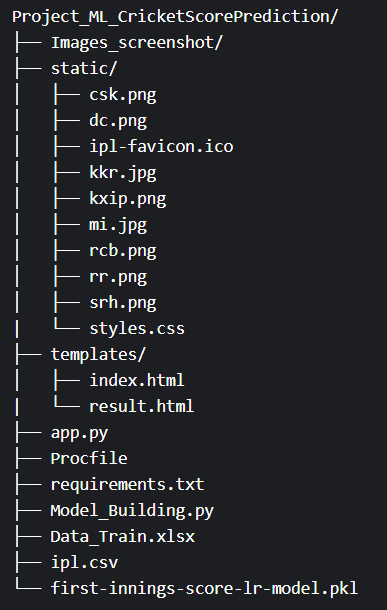 Project_ML_CricketScorePrediction/
├── Images_screenshot/
├── static/
│   ├── csk.png
│   ├── dc.png
│   ├── ipl-favicon.ico
│   ├── kkr.jpg
│   ├── kxip.png
│   ├── mi.jpg
│   ├── rcb.png
│   ├── rr.png
│   ├── srh.png
│   └── styles.css
├── templates/
│   ├── index.html
│   └── result.html
├── app.py
├── Procfile
├── requirements.txt
├── Model_Building.py
├── Data_Train.xlsx
├── ipl.csv
└── first-innings-score-lr-model.pkl